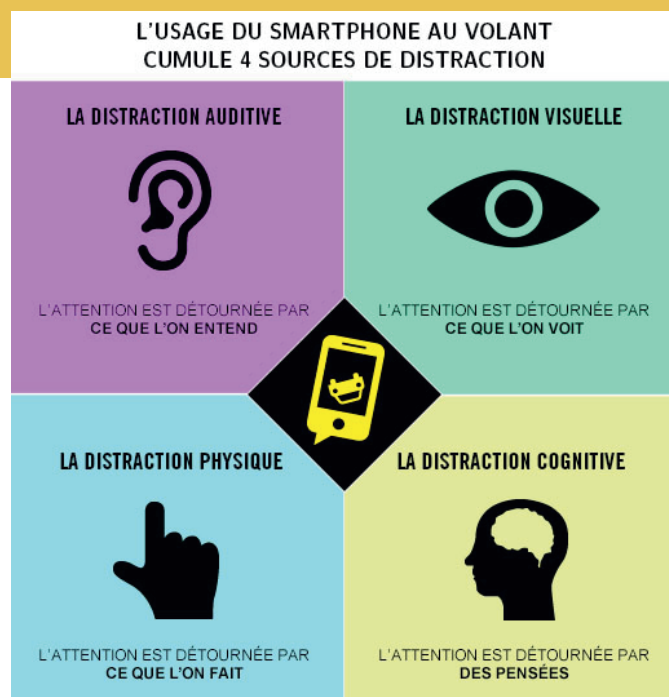 L'USAGE DU SMARTPHONE AU VOLANT
CUMULE 4 SOURCES DE DISTRACTION
LA DISTRACTION AUDITIVE
L'ATTENTION EST DÉTOURNÉE PAR
CE QUE L'ON ENTEND
LA DISTRACTION VISUELLE
L'ATTENTION EST DÉTOURNÉE PAR
CE QUE L'ON VOIT
LA DISTRACTION PHYSIQUE
L'ATTENTION EST DÉTOURNÉE PAR
CE QUE L'ON FAIT
LA DISTRACTION COGNITIVE
L'ATTENTION EST DÉTOURNÉE PAR
DES PENSÉES